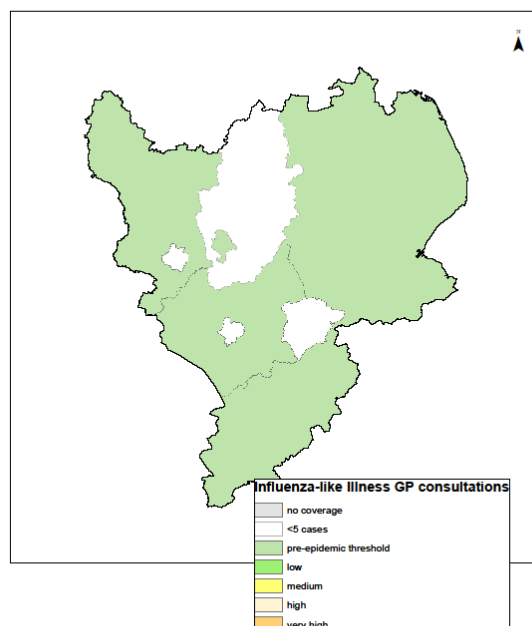 N
Influenza-like Illness GP consultations
no coverage
<5 cases
pre-epidemic threshold
low
medium
high
very high